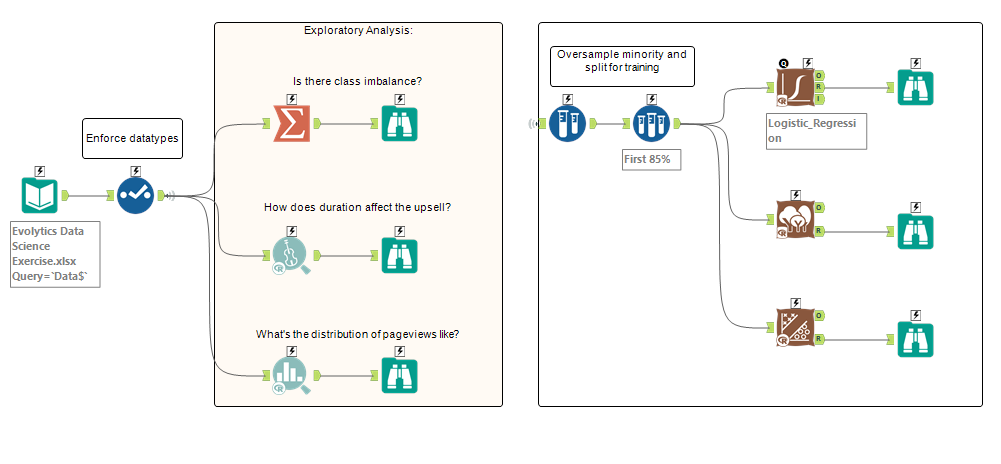 Exploratory Analysis:
Is there class imbalance?
Enforce datatypes
How does duration affect the upsell?
Evolytics Data
Science
Exercise.xlsx
Query=`Data$`
What's the distribution of pageviews like?
Oversample minority and
split for training
First 85%
Q
O
R
I
Logistic_Regressi
on
Y
O
R
O
R
R
R
R
R
R